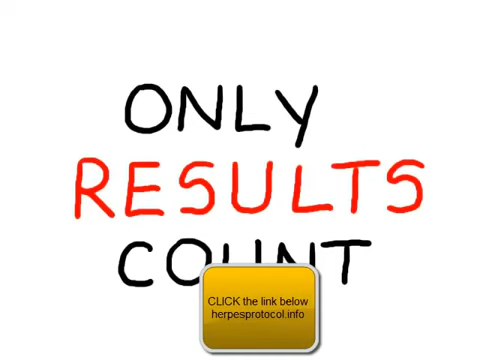 ONLY
RESULTS
COUNT
CLICK the link below
herpesprotocol.info